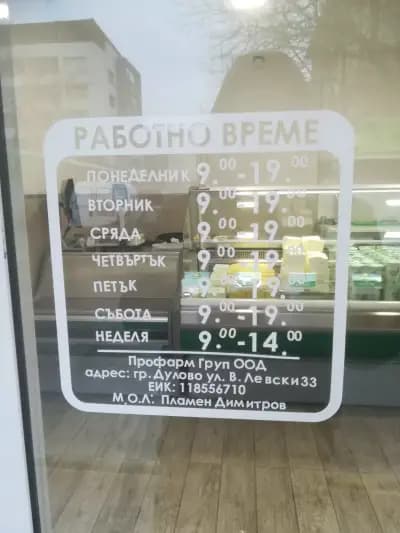 РАБОТНО ВРЕМЕ
ПОНЕДЕЛНИК 9.00-19.00
ВТОРНИК 9.00-19.00
СРЯДА 9.00-19.00
ЧЕТВЪРТЪК 9.00-19.00
ПЕТЪК 9.00-19.00
СЪБОТА 9.00-19.00
НЕДЕЛЯ 9.00-14.00
Профарм Груп ООД
адрес: гр. Дулово ул. В. Левски33
ЕИК: 118556710
М.О.Л.: Пламен Димитров